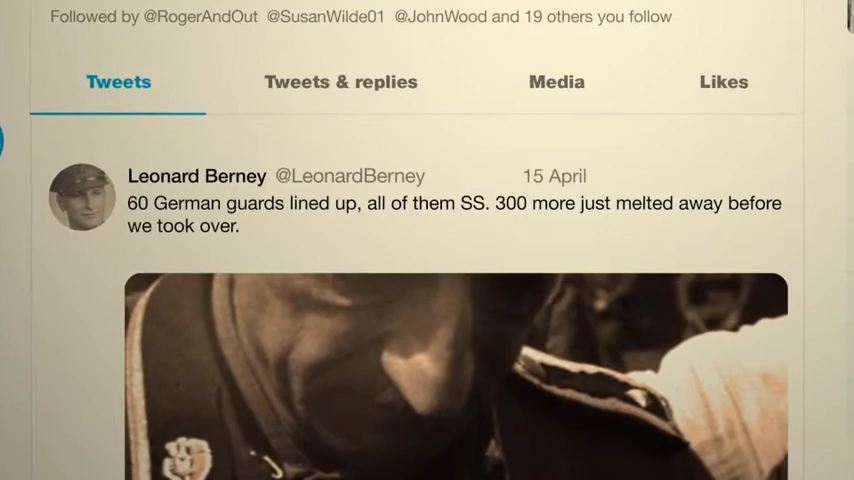 Followed by @RogerAndOut @SusanWilde01 @JohnWood and 19 others you follow
Tweets Tweets & replies Media Likes
Leonard Berney @LeonardBerney 15 April
60 German guards lined up, all of them SS. 300 more just melted away before
we took over.